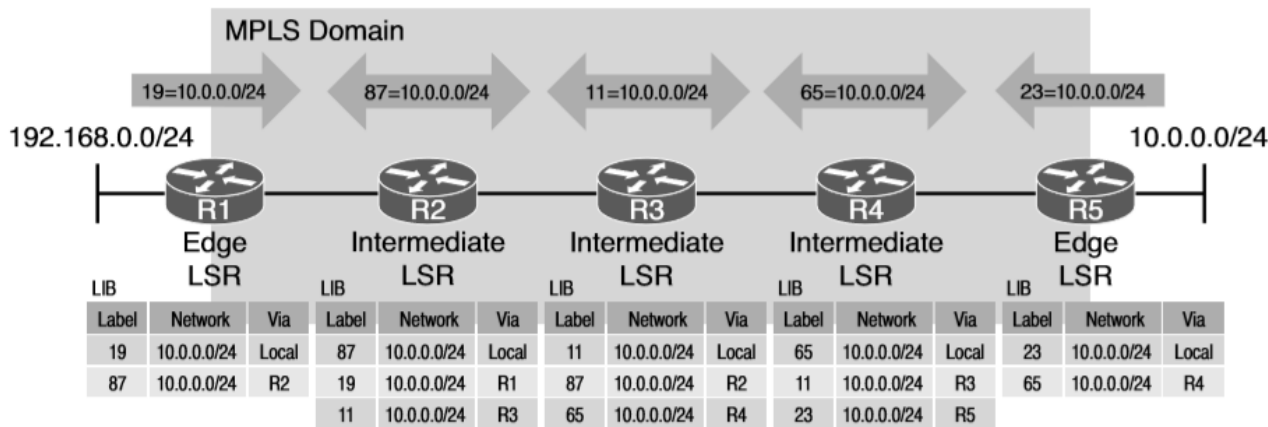 MPLS Domain
19=10.0.0.0/24 87=10.0.0.0/24 11=10.0.0.0/24 65=10.0.0.0/24 23=10.0.0.0/24
192.168.0.0/24 10.0.0.0/24
R1 R2 R3 R4 R5
Edge Intermediate Intermediate Intermediate Edge
LSR LSR LSR LSR LSR
LIB LIB LIB LIB LIB
Label Network Via Label Network Via Label Network Via Label Network Via Label Network Via
19 10.0.0.0/24 Local 87 10.0.0.0/24 Local 11 10.0.0.0/24 Local 65 10.0.0.0/24 Local 23 10.0.0.0/24 Local
87 10.0.0.0/24 R2 19 10.0.0.0/24 R1 87 10.0.0.0/24 R2 11 10.0.0.0/24 R3 65 10.0.0.0/24 R4
11 10.0.0.0/24 R3 65 10.0.0.0/24 R4 23 10.0.0.0/24 R5